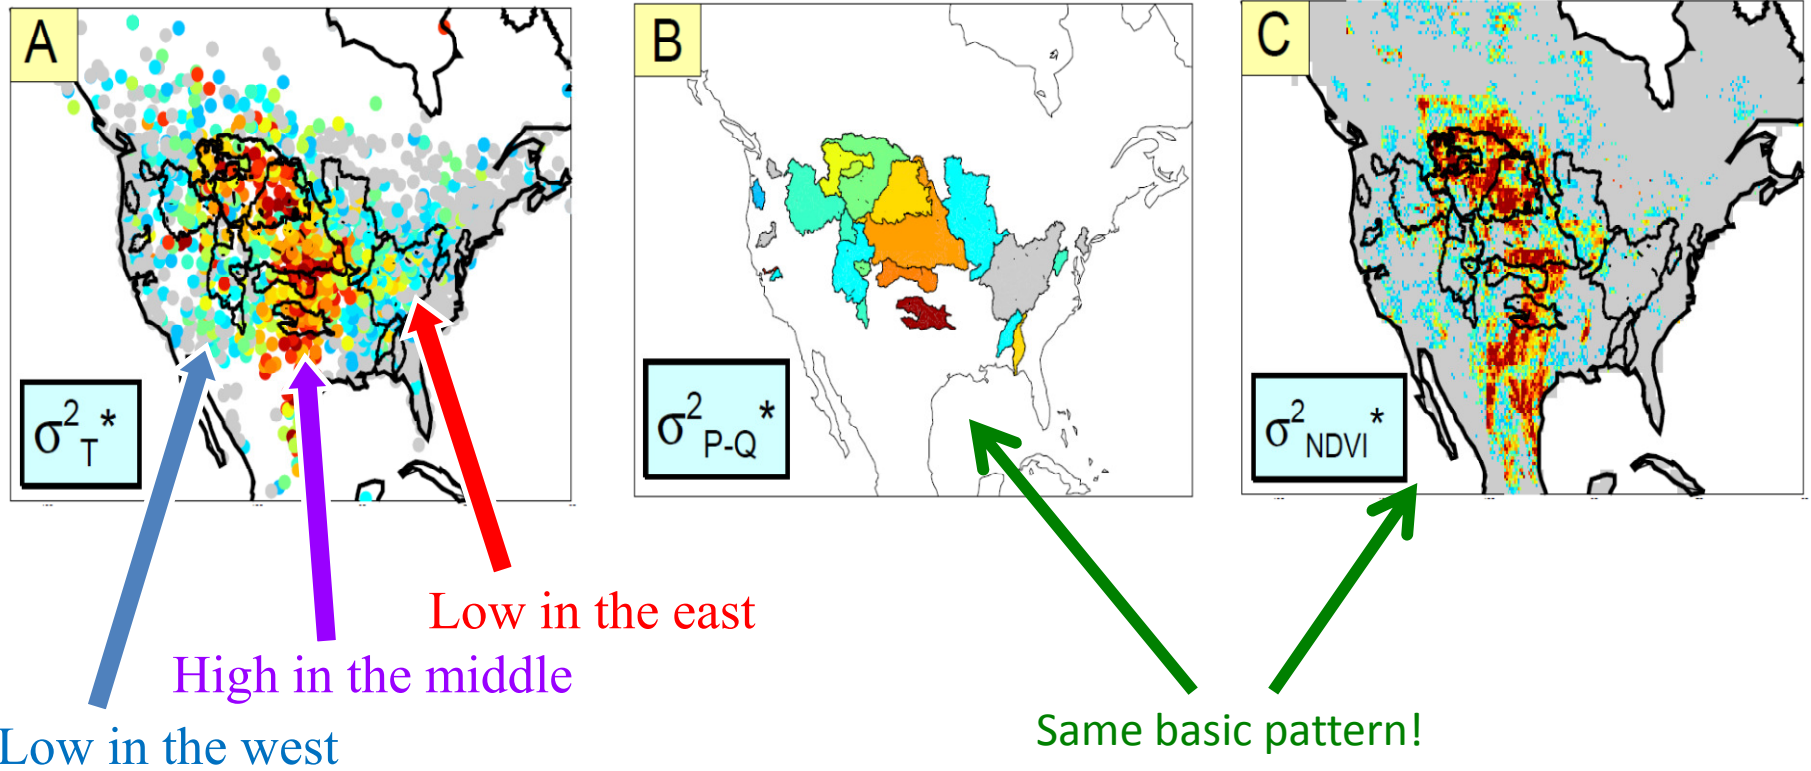 A
B
C
σ²T*
σ²P-Q*
σ²NDVI*
Low in the east
High in the middle
Low in the west
Same basic pattern!